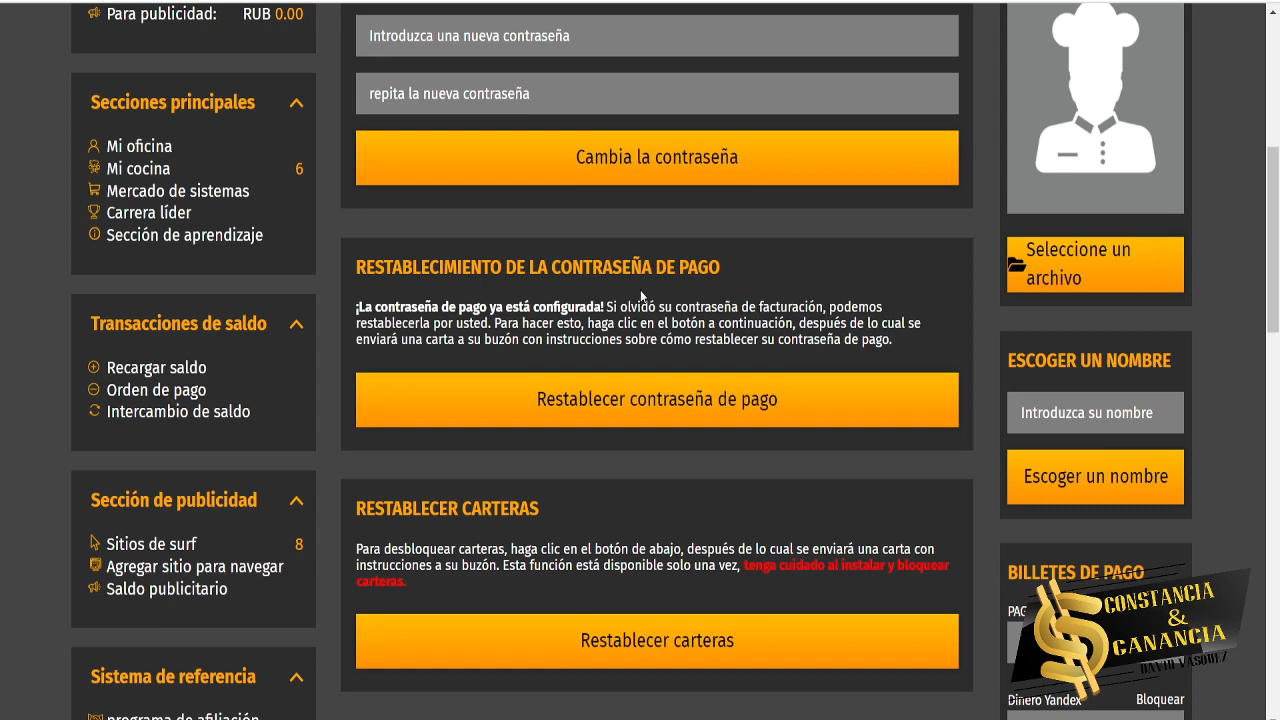 Para publicidad: RUB 0.00
Secciones principales
Mi oficina
Mi cocina 6
Mercado de sistemas
Carrera líder
Sección de aprendizaje
Transacciones de saldo
Recargar saldo
Orden de pago
Intercambio de saldo
Sección de publicidad
Sitios de surf 8
Agregar sitio para navegar
Saldo publicitario
Sistema de referencia
programa de afiliación
Introduzca una nueva contraseña
repita la nueva contraseña
Cambia la contraseña
RESTABLECIMIENTO DE LA CONTRASEÑA DE PAGO
¡La contraseña de pago ya está configurada! Si olvidó su contraseña de facturación, podemos
restablecerla por usted. Para hacer esto, haga clic en el botón a continuación, después de lo cual se
enviará una carta a su buzón con instrucciones sobre cómo restablecer su contraseña de pago.
Restablecer contraseña de pago
RESTABLECER CARTERAS
Para desbloquear carteras, haga clic en el botón de abajo, después de lo cual se enviará una carta con
instrucciones a su buzón. Esta función está disponible solo una vez, tenga cuidado al instalar y bloquear
carteras.
Restablecer carteras
Seleccione un
archivo
ESCOGER UN NOMBRE
Introduzca su nombre
Escoger un nombre
BILLETES DE PAGO
CONSTANCIA
&
GANANCIA
DAVID VASQUEZ
Dinero Yandex Bloquear